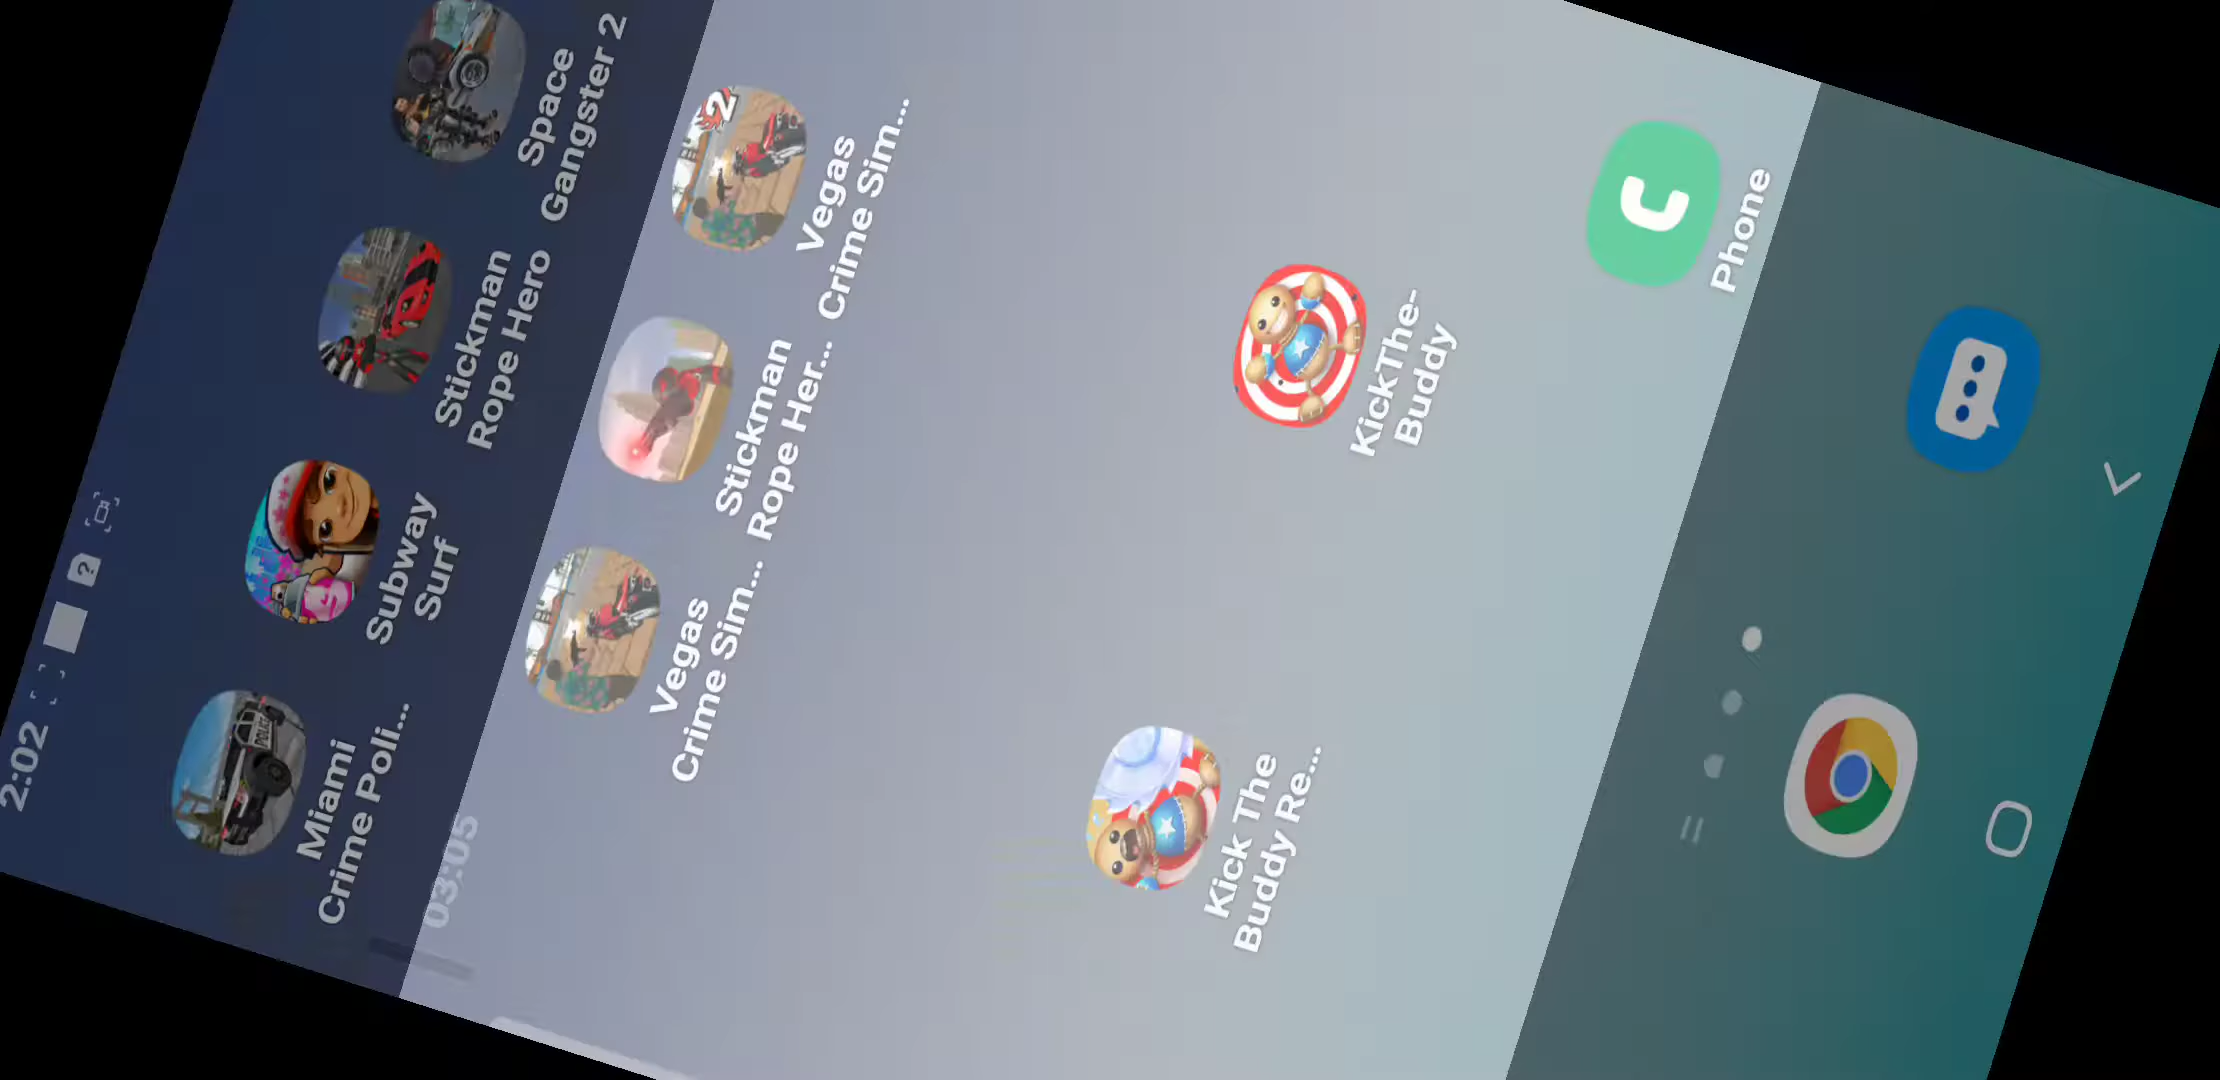 2:02
Miami
Crime Poli...
Subway
Surf
Stickman
Rope Hero
Space
Gangster 2
03:05
Vegas
Crime Sim...
Stickman
Rope Her...
2
Vegas
Crime Sim...
Kick The
Buddy Re...
KickThe-
Buddy
Phone